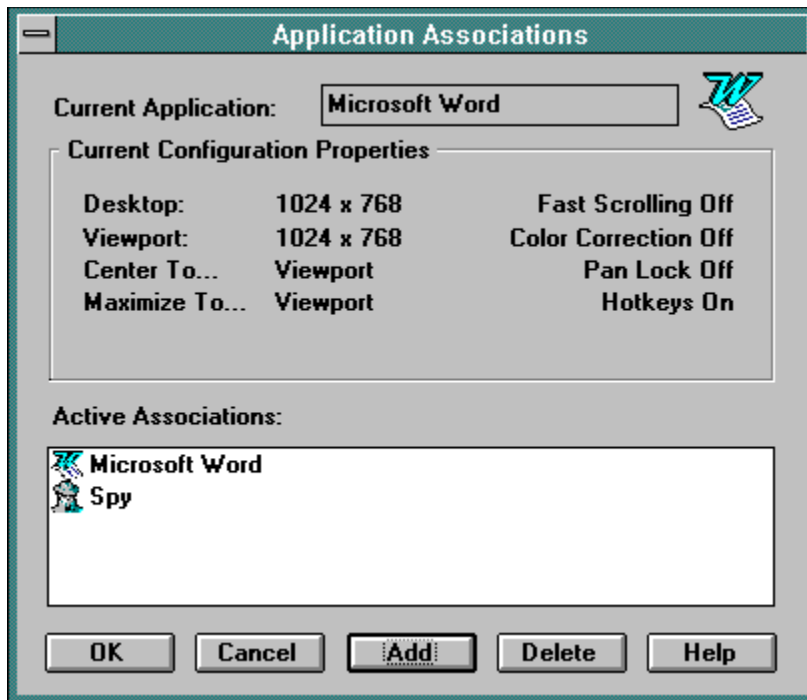 Application Associations
Current Application: Microsoft Word
Current Configuration Properties
Desktop: 1024 x 768 Fast Scrolling Off
Viewport: 1024 x 768 Color Correction Off
Center To... Viewport Pan Lock Off
Maximize To... Viewport Hotkeys On
Active Associations:
Microsoft Word
Spy
OK Cancel Add Delete Help